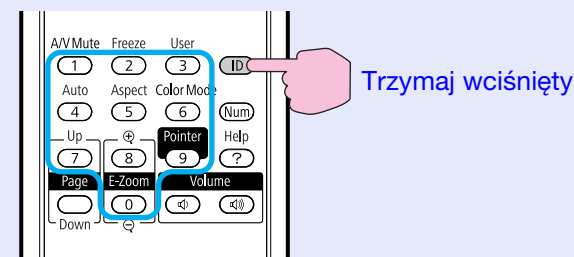 A/V Mute Freeze User
1 2 3 ID
Trzymaj wciśnięty
Auto Aspect Color Mode
4 5 6 Num
Up Pointer Help
7 8 9 ?
Page E-Zoom Volume
0
Down